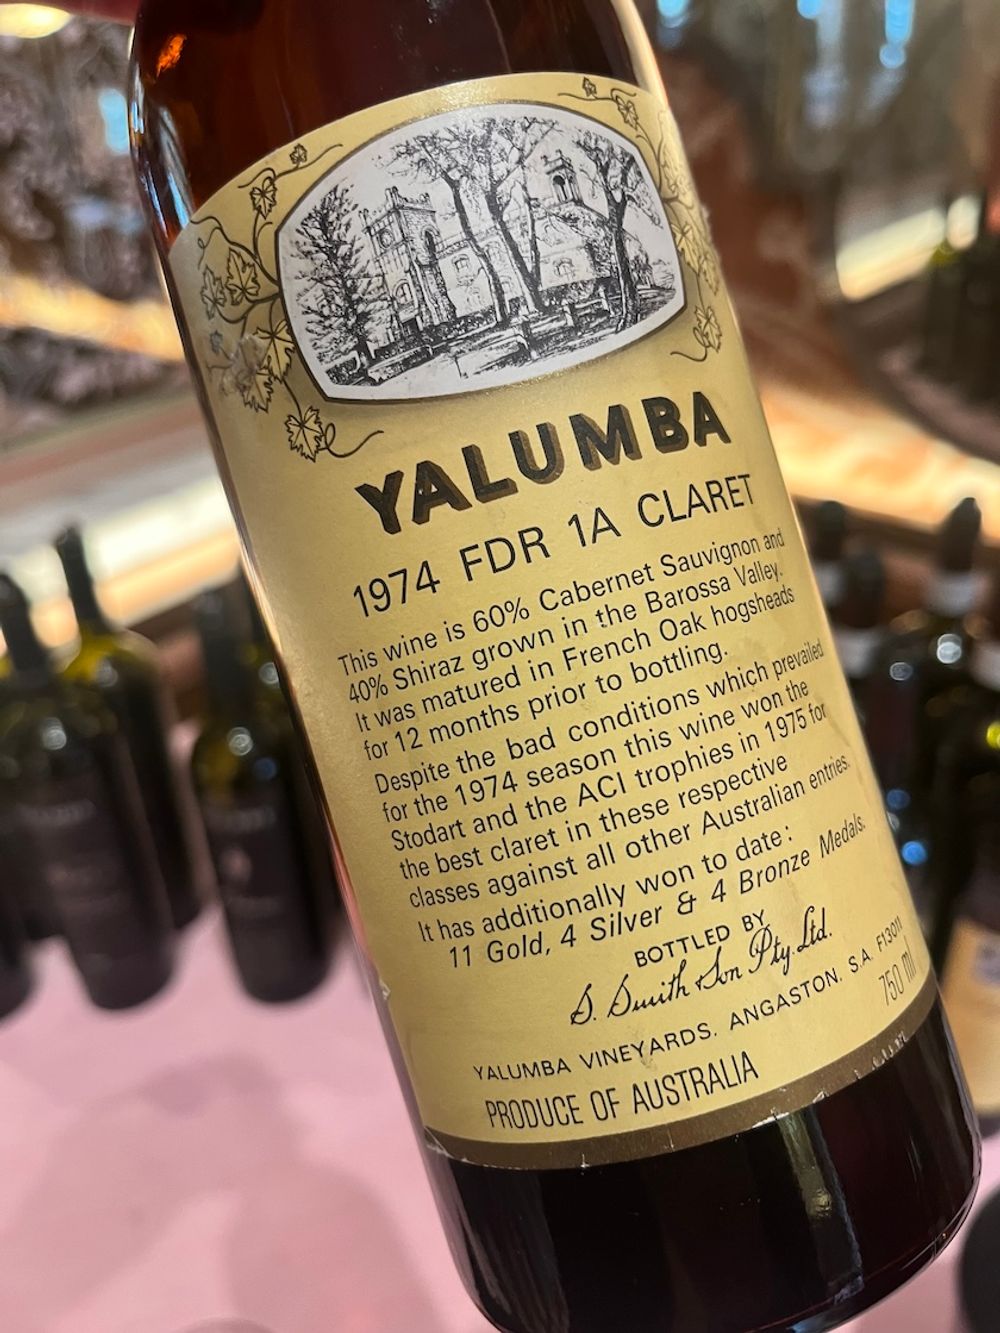 YALUMBA
1974 FDR 1A CLARET
This wine is 60% Cabernet Sauvignon and
40% Shiraz grown in the Barossa Valley.
It was matured in French Oak hogsheads
for 12 months prior to bottling.
Despite the bad conditions which prevailed
for the 1974 season this wine won the
Stodart and the ACI trophies in 1975 for
the best claret in these respective
classes against all other Australian entries.
It has additionally won to date:
11 Gold, 4 Silver & 4 Bronze Medals.
BOTTLED BY
S. Smith & Son Pty. Ltd.
YALUMBA VINEYARDS. ANGASTON. S.A. F13011
750 ml
PRODUCE OF AUSTRALIA